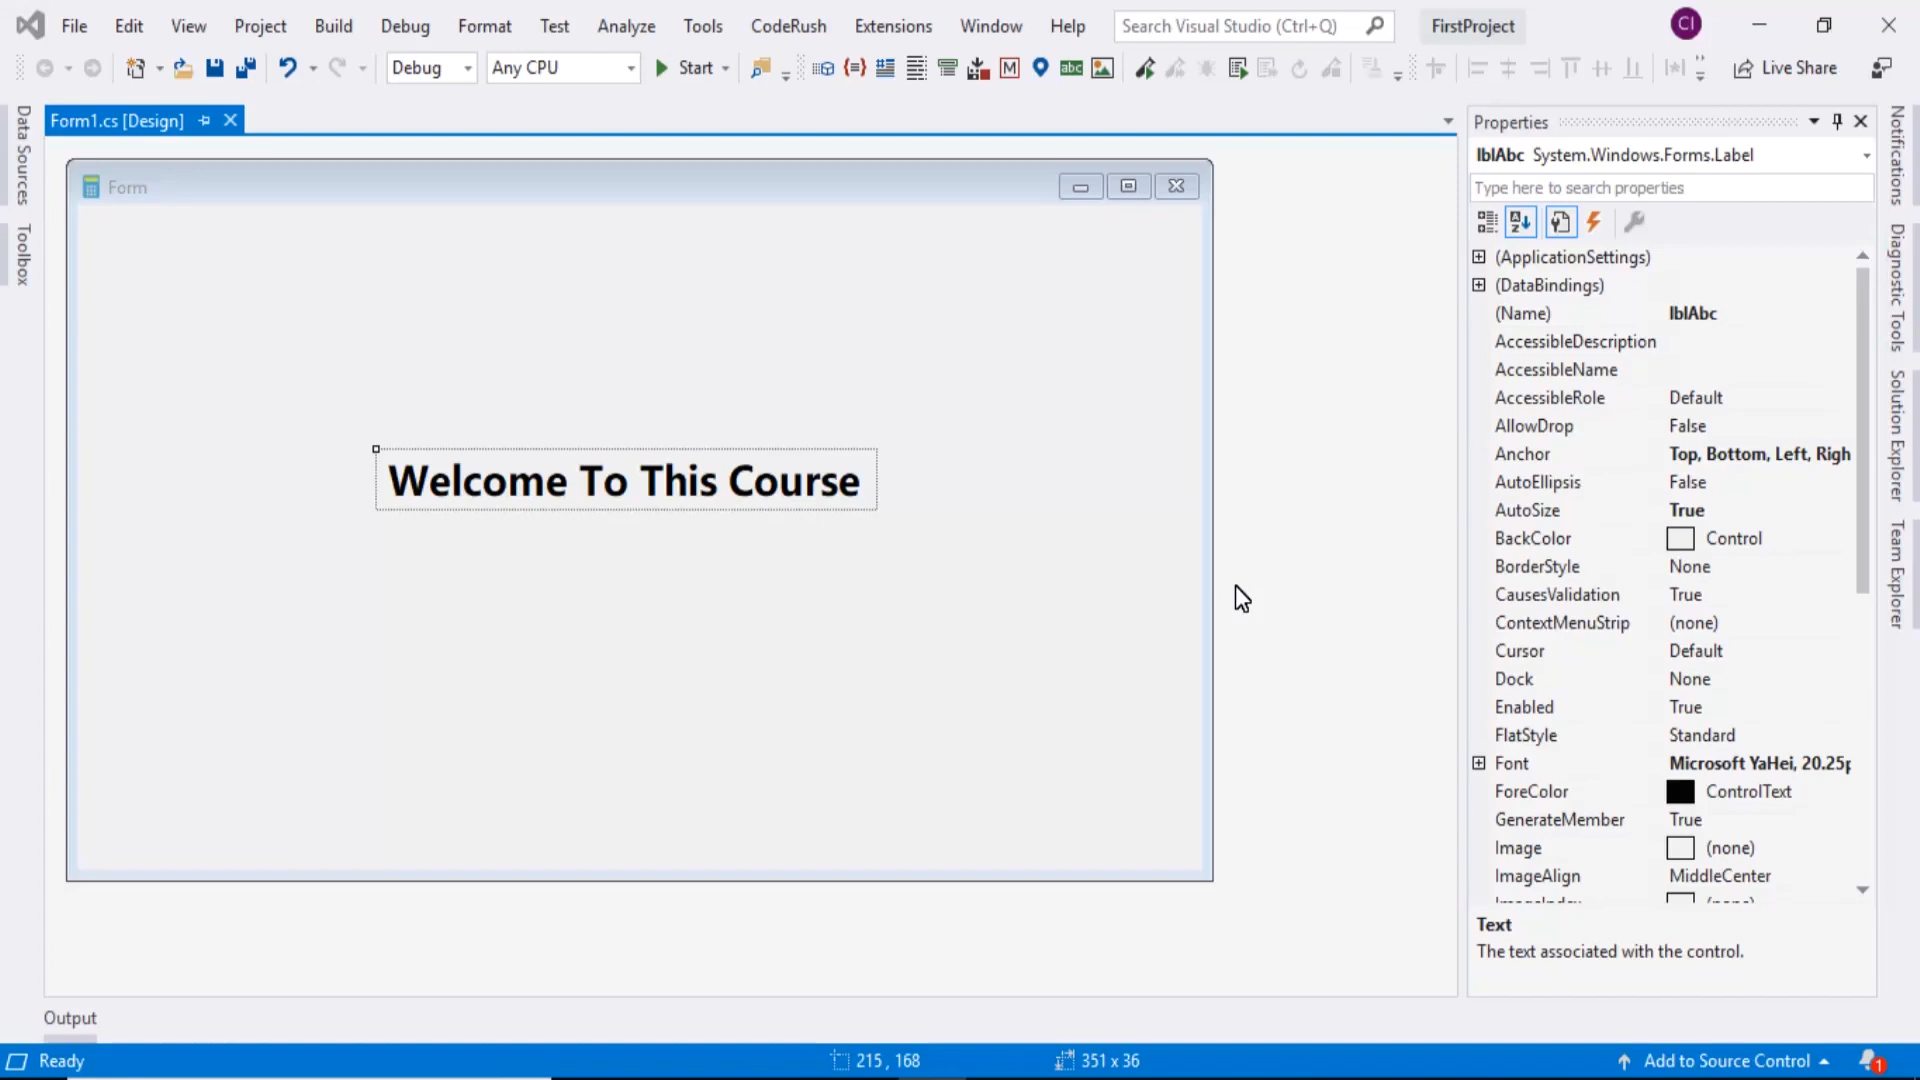 File Edit View Project Build Debug Format Test Analyze Tools CodeRush Extensions Window Help Search Visual Studio (Ctrl+Q) FirstProject CI
Debug Any CPU Start abc Live Share
Data Sources
Toolbox
Form1.cs [Design]
Form
Welcome To This Course
Properties
lblAbc System.Windows.Forms.Label
Type here to search properties
(ApplicationSettings)
(DataBindings)
(Name) lblAbc
AccessibleDescription
AccessibleName
AccessibleRole Default
AllowDrop False
Anchor Top, Bottom, Left, Righ
AutoEllipsis False
AutoSize True
BackColor Control
BorderStyle None
CausesValidation True
ContextMenuStrip (none)
Cursor Default
Dock None
Enabled True
FlatStyle Standard
Font Microsoft YaHei, 20.25p
ForeColor ControlText
GenerateMember True
Image (none)
ImageAlign MiddleCenter
Text
The text associated with the control.
Notifications
Diagnostic Tools
Solution Explorer
Team Explorer
Output
Ready 215 , 168 351 x 36 Add to Source Control 1